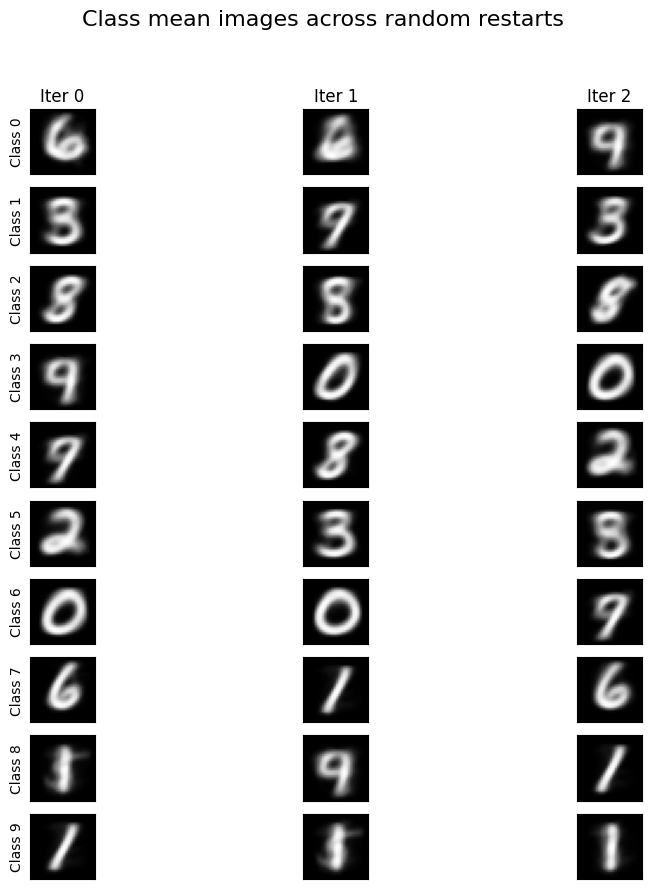 Class mean images across random restarts
Iter 0 Iter 1 Iter 2
Class 0
Class 1
Class 2
Class 3
Class 4
Class 5
Class 6
Class 7
Class 8
Class 9